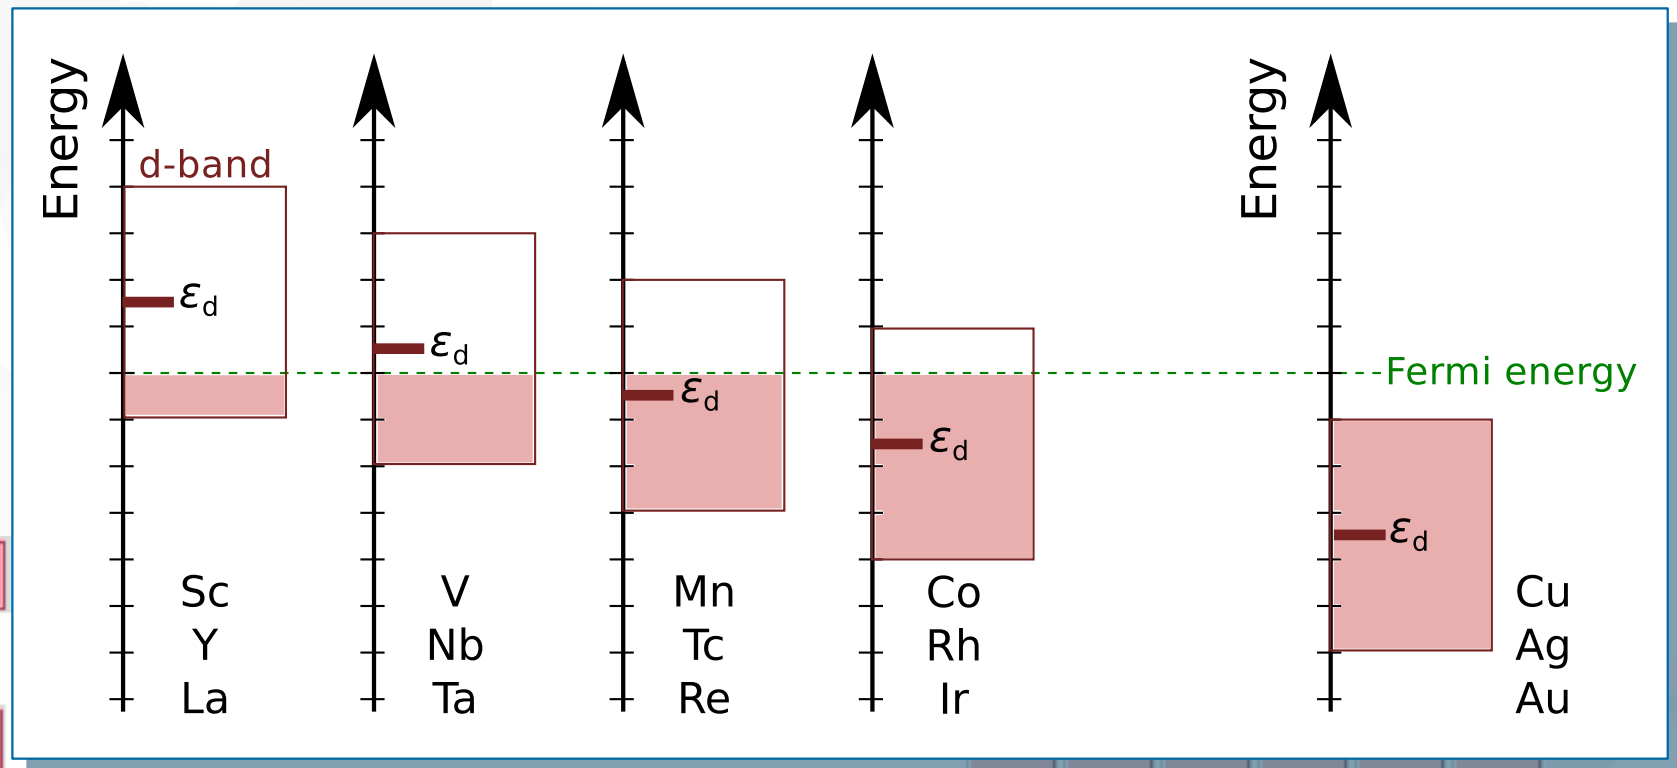 Energy
d-band
εd
Sc
Y
La
εd
V
Nb
Ta
εd
Mn
Tc
Re
εd
Co
Rh
Ir
Energy
Fermi energy
εd
Cu
Ag
Au